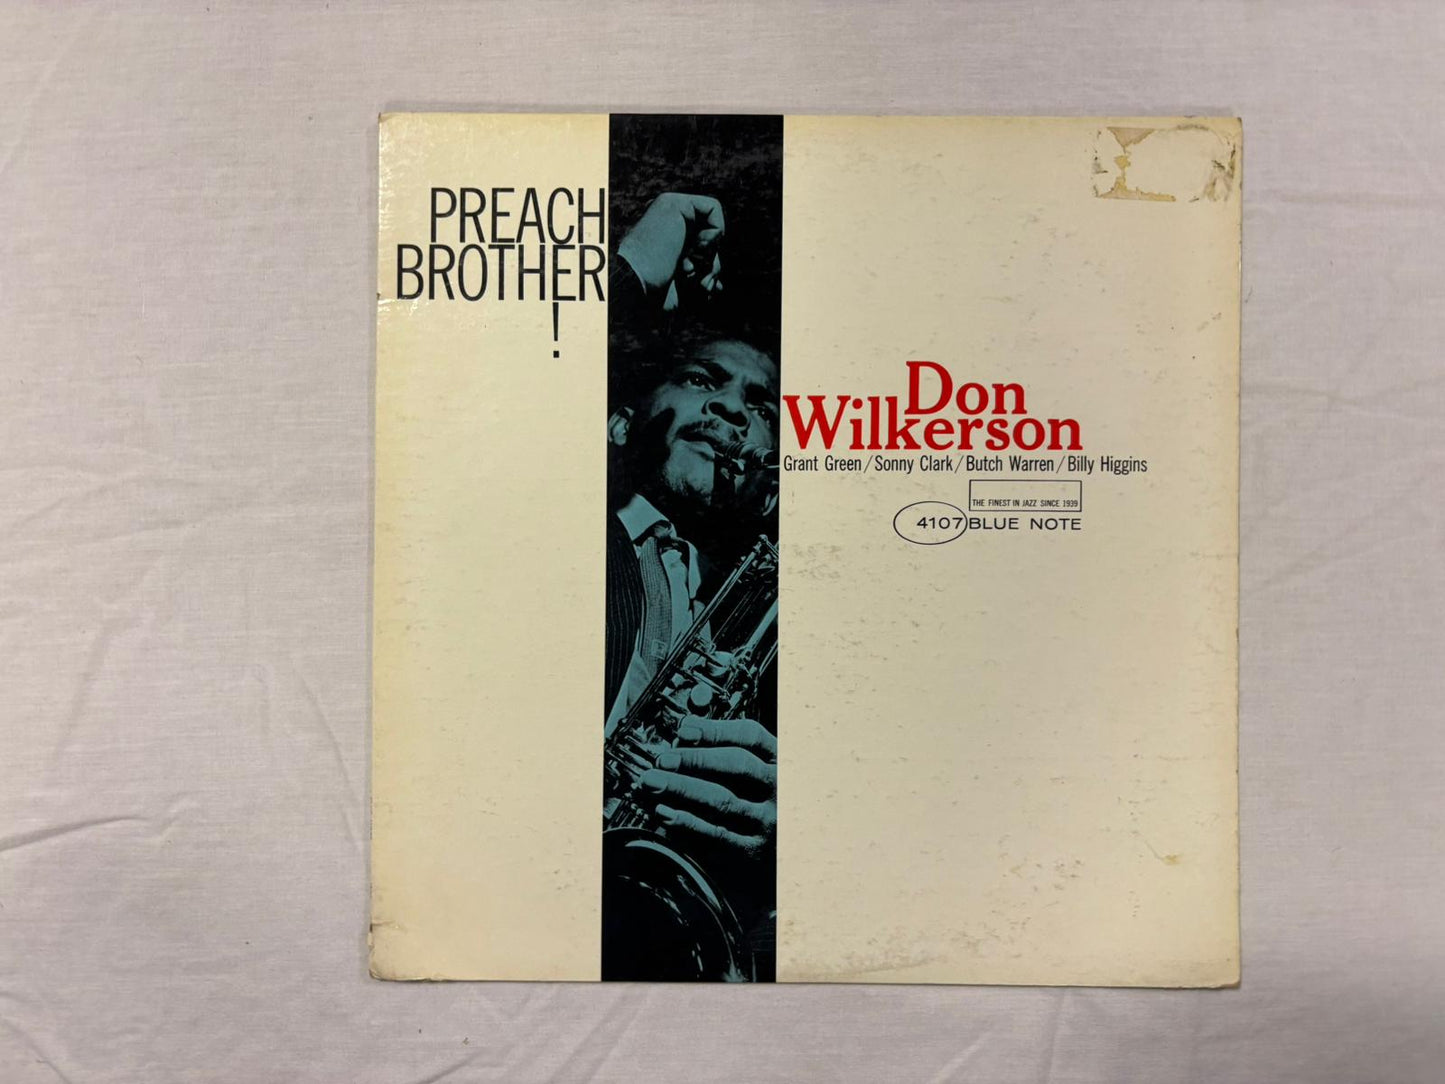 PREACH
BROTHER
!
Don
Wilkerson
Grant Green/Sonny Clark/Butch Warren/Billy Higgins
THE FINEST IN JAZZ SINCE 1939
4107 BLUE NOTE